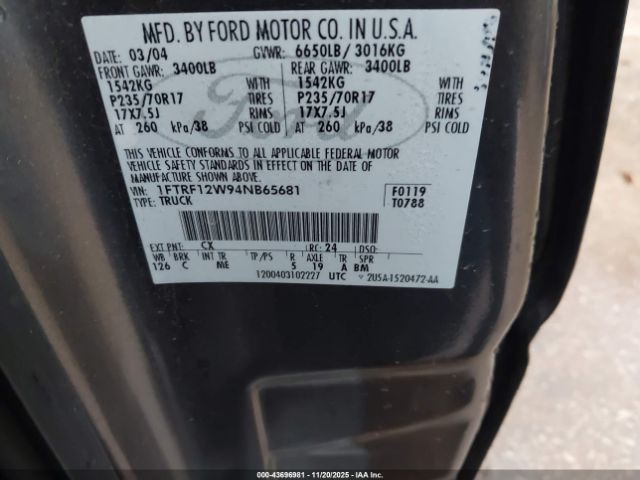 MFD. BY FORD MOTOR CO. IN U.S.A.
DATE: 03/04 GVWR: 6650LB/ 3016KG
FRONT GAWR: 3400LB REAR GAWR: 3400LB
1542KG WITH 1542KG WITH
P235/70R17 TIRES P235/70R17 TIRES
17X7.5J RIMS 17X7.5J RIMS
AT 260 kPa/38 PSI COLD AT 260 kPa/38 PSI COLD
Ford
THIS VEHICLE CONFORMS TO ALL APPLICABLE FEDERAL MOTOR
VEHICLE SAFETY STANDARDS IN EFFECT ON THE DATE OF
MANUFACTURE SHOWN ABOVE.
VIN: 1FTRF12W94NB65681 F0119
TYPE: TRUCK T0788
EXT PNT: CX RC: 24 DSO:
WB BRK INT TR TP/PS R AXLE TR SPR
126 C ME 5 19 A BM
1200403102227 UTC 2U5A-1520472-AA
43696981 - 11/20/2025 - IAA, Inc.